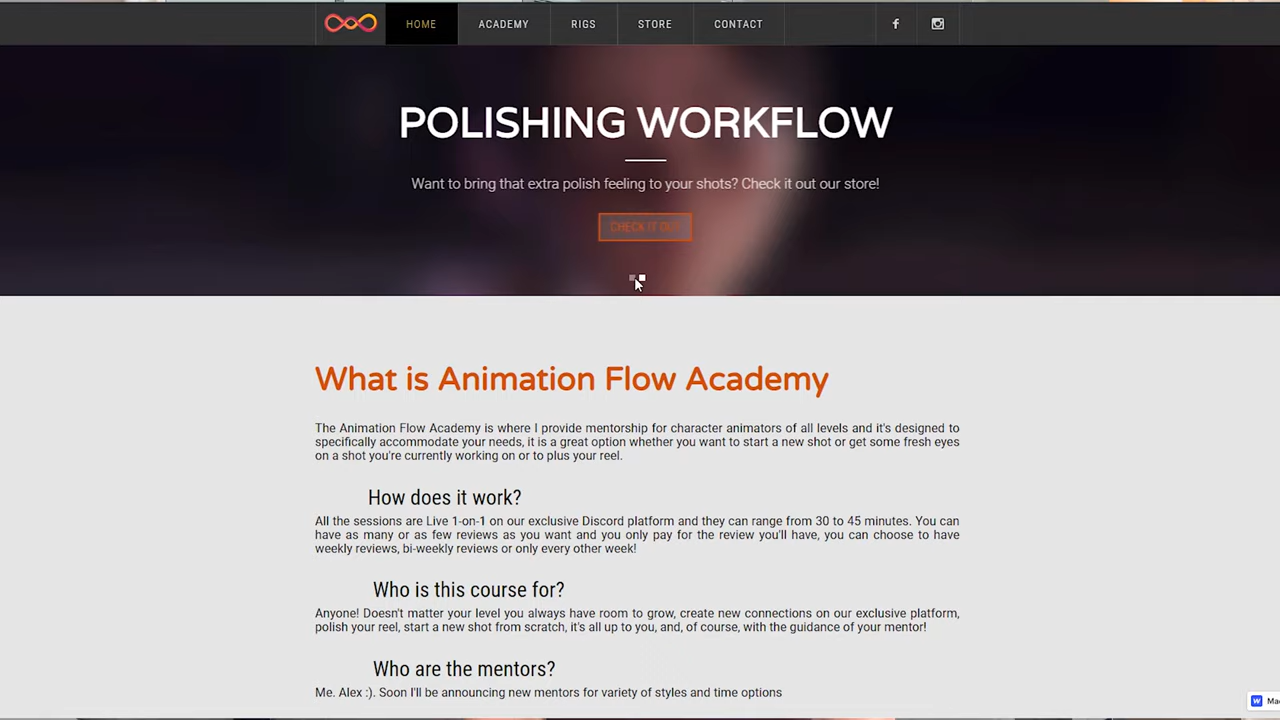 HOME ACADEMY RIGS STORE CONTACT
POLISHING WORKFLOW
Want to bring that extra polish feeling to your shots? Check it out our store!
CHECK IT OUT
What is Animation Flow Academy
The Animation Flow Academy is where I provide mentorship for character animators of all levels and it's designed to
specifically accommodate your needs, it is a great option whether you want to start a new shot or get some fresh eyes
on a shot you're currently working on or to plus your reel.
How does it work?
All the sessions are Live 1-on-1 on our exclusive Discord platform and they can range from 30 to 45 minutes. You can
have as many or as few reviews as you want and you only pay for the review you'll have, you can choose to have
weekly reviews, bi-weekly reviews or only every other week!
Who is this course for?
Anyone! Doesn't matter your level you always have room to grow, create new connections on our exclusive platform,
polish your reel, start a new shot from scratch, it's all up to you, and, of course, with the guidance of your mentor!
Who are the mentors?
Me. Alex :). Soon I'll be announcing new mentors for variety of styles and time options